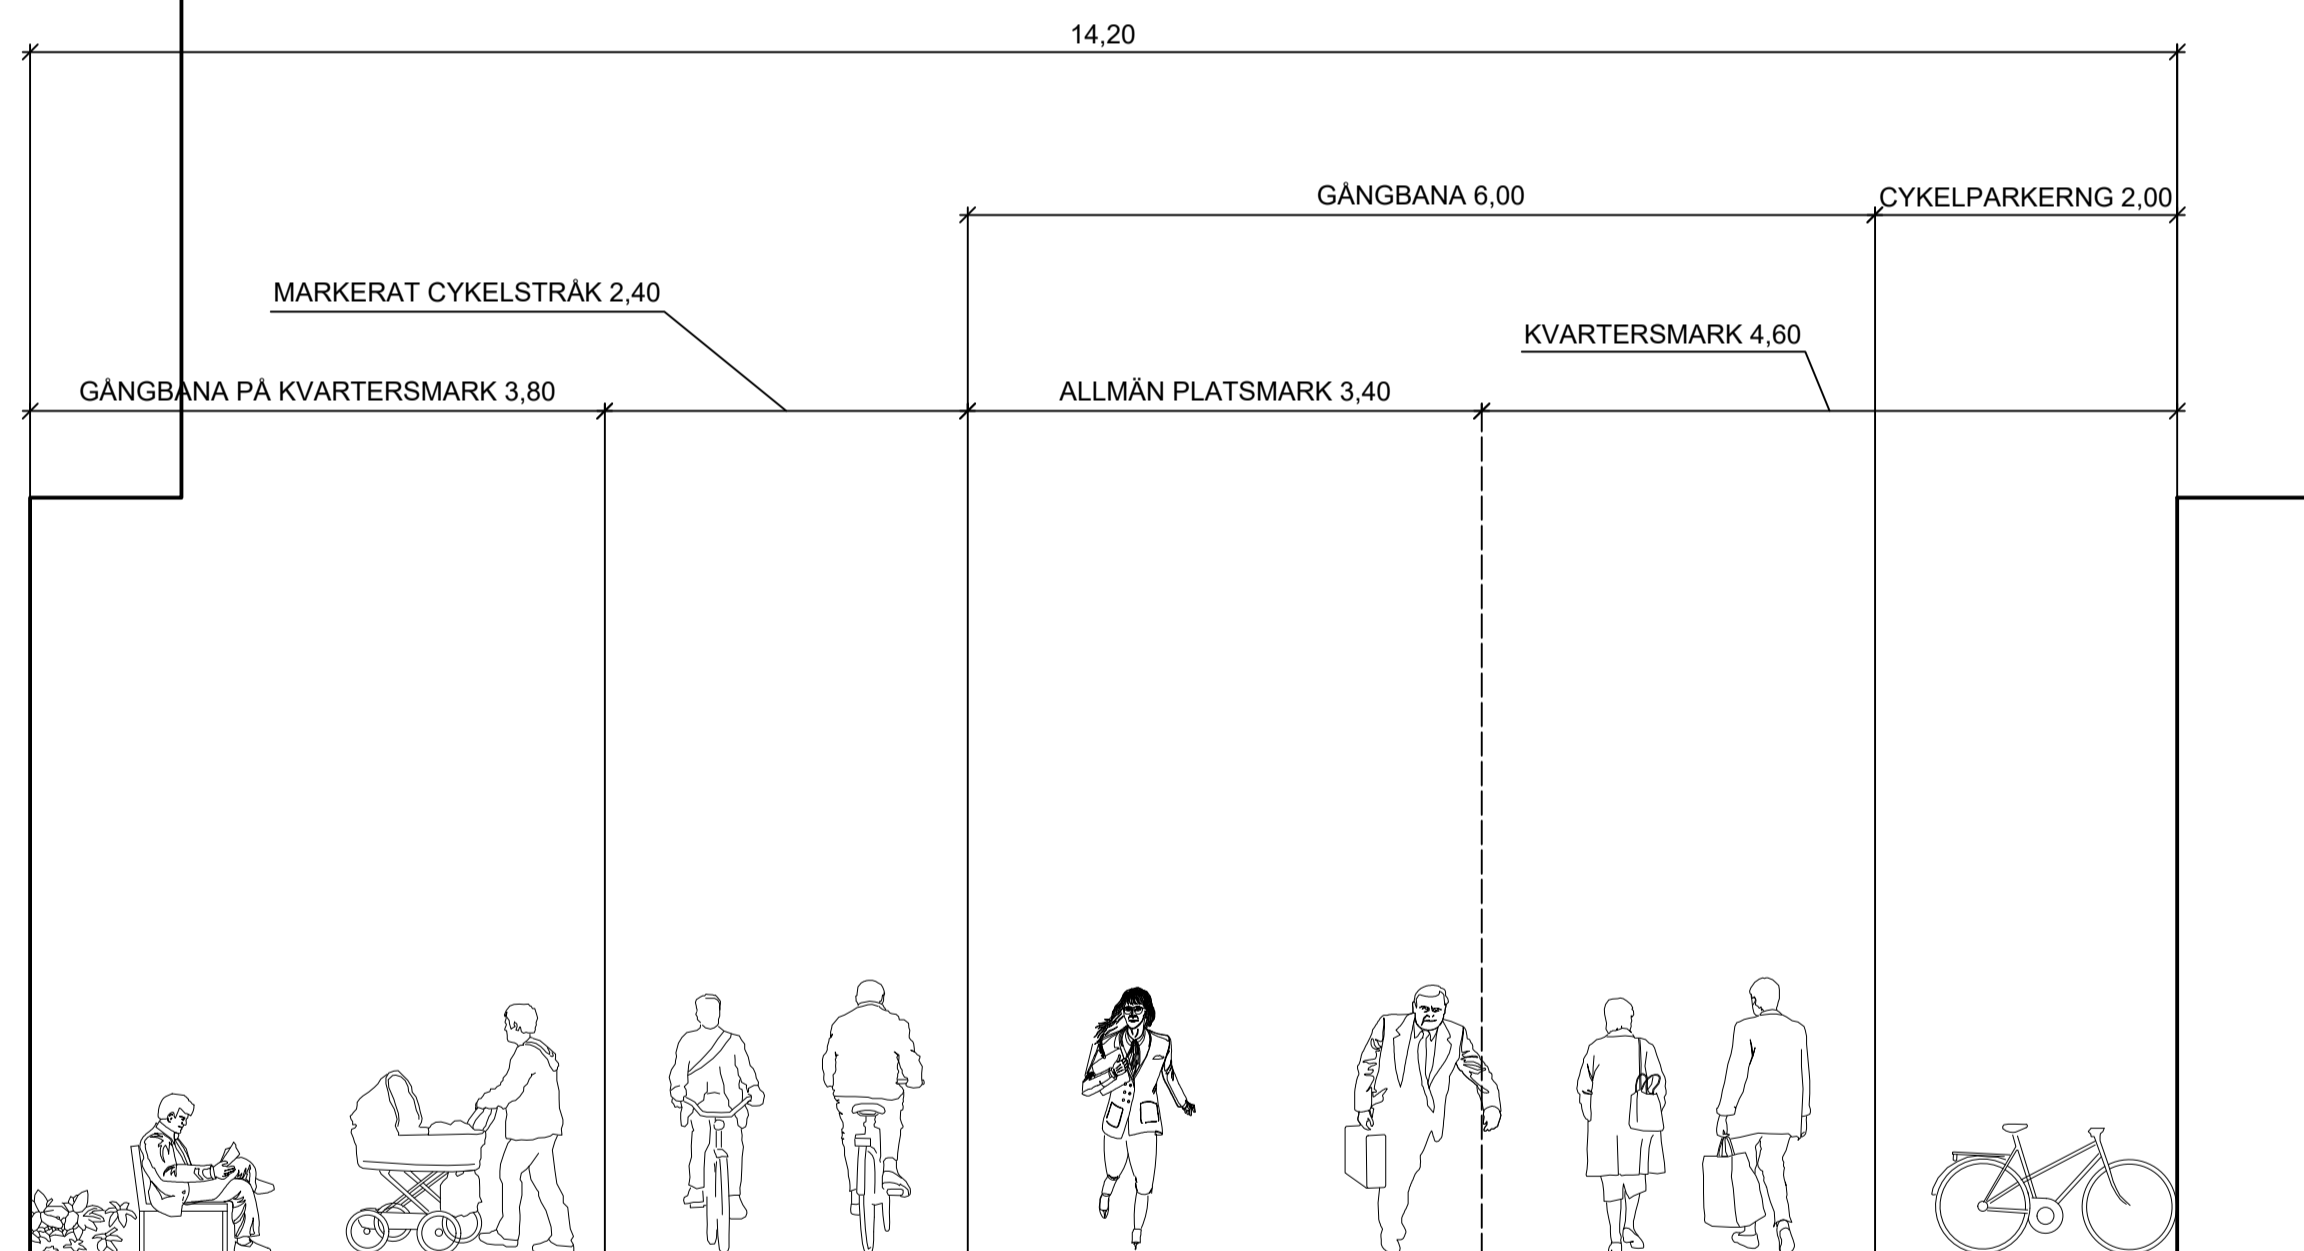 14,20
GÅNGBANA 6,00
CYKELPARKERNG 2,00
MARKERAT CYKELSTRÅK 2,40
KVARTERSMARK 4,60
GÅNGBANA PÅ KVARTERSMARK 3,80
ALLMÄN PLATSMARK 3,40